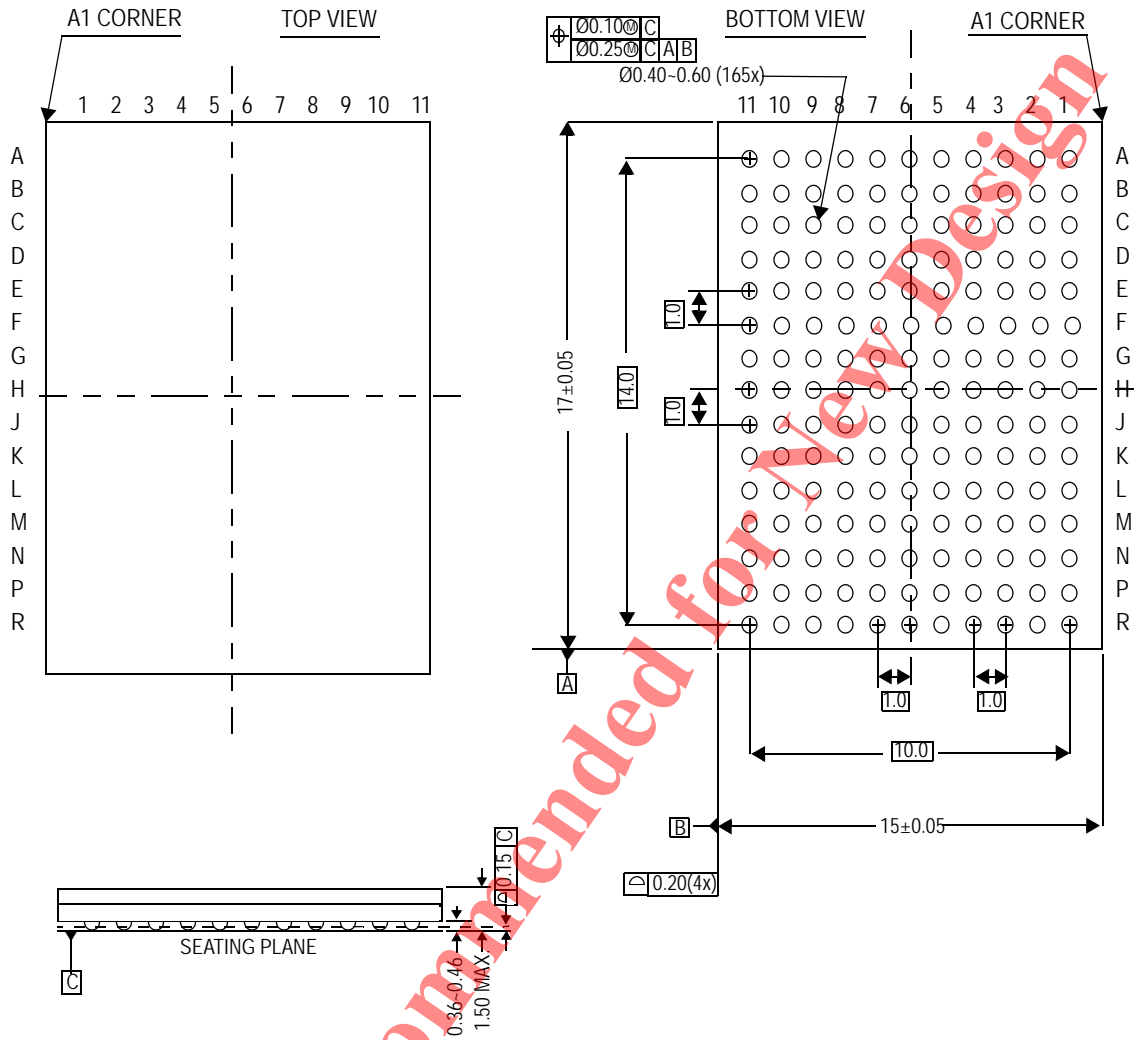 A1 CORNER
TOP VIEW
1 2 3 4 5 6 7 8 9 10 11
A
B
C
D
E
F
G
H
J
K
L
M
N
P
R
Ø0.10Ⓜ C
Ø0.25Ⓜ C A B
BOTTOM VIEW
A1 CORNER
Ø0.40~0.60 (165x)
11 10 9 8 7 6 5 4 3 2 1
A
B
C
D
E
F
G
H
J
K
L
M
N
P
R
1.0
1.0
14.0
17±0.05
A
1.0
1.0
10.0
B
15±0.05
0.20(4x)
SEATING PLANE
C
0.15 C
0.36~0.46
1.50 MAX.
ommended for New Design